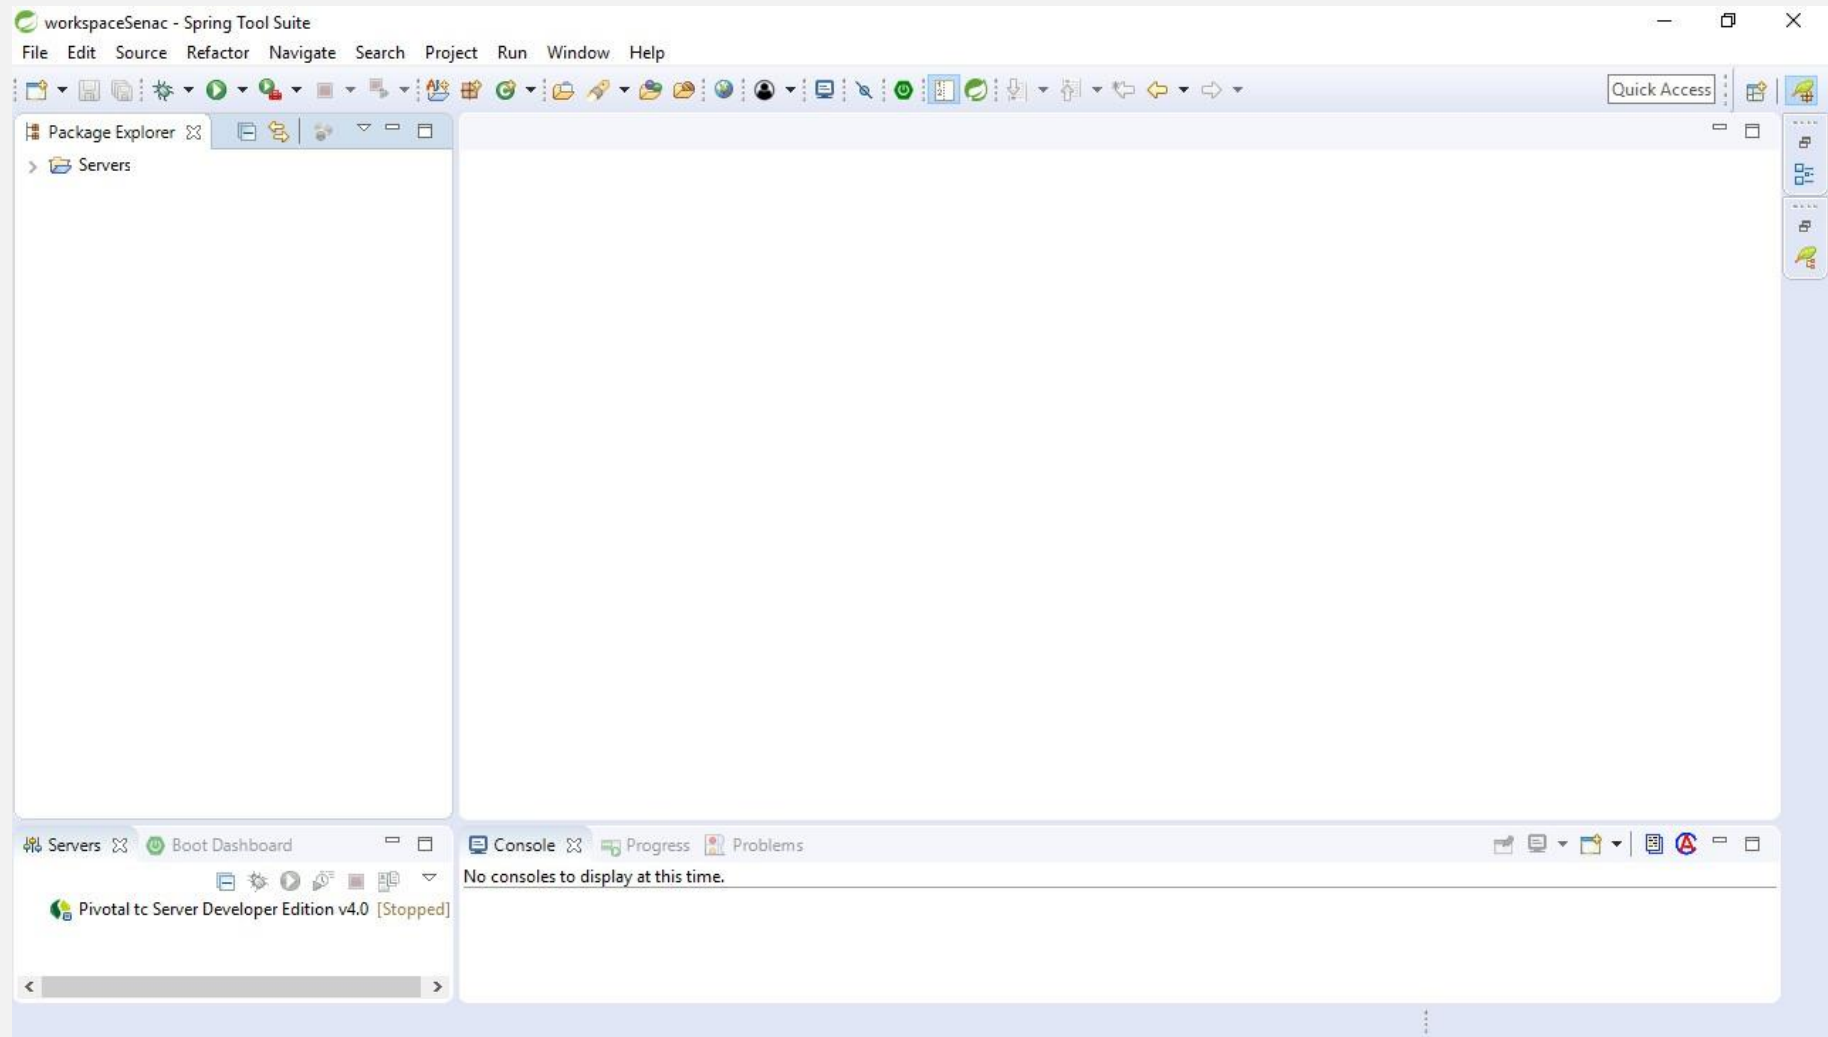 workspaceSenac - Spring Tool Suite
File Edit Source Refactor Navigate Search Project Run Window Help
Quick Access
Package Explorer
Servers
Servers Boot Dashboard
Pivotal tc Server Developer Edition v4.0 [Stopped]
Console Progress Problems
No consoles to display at this time.